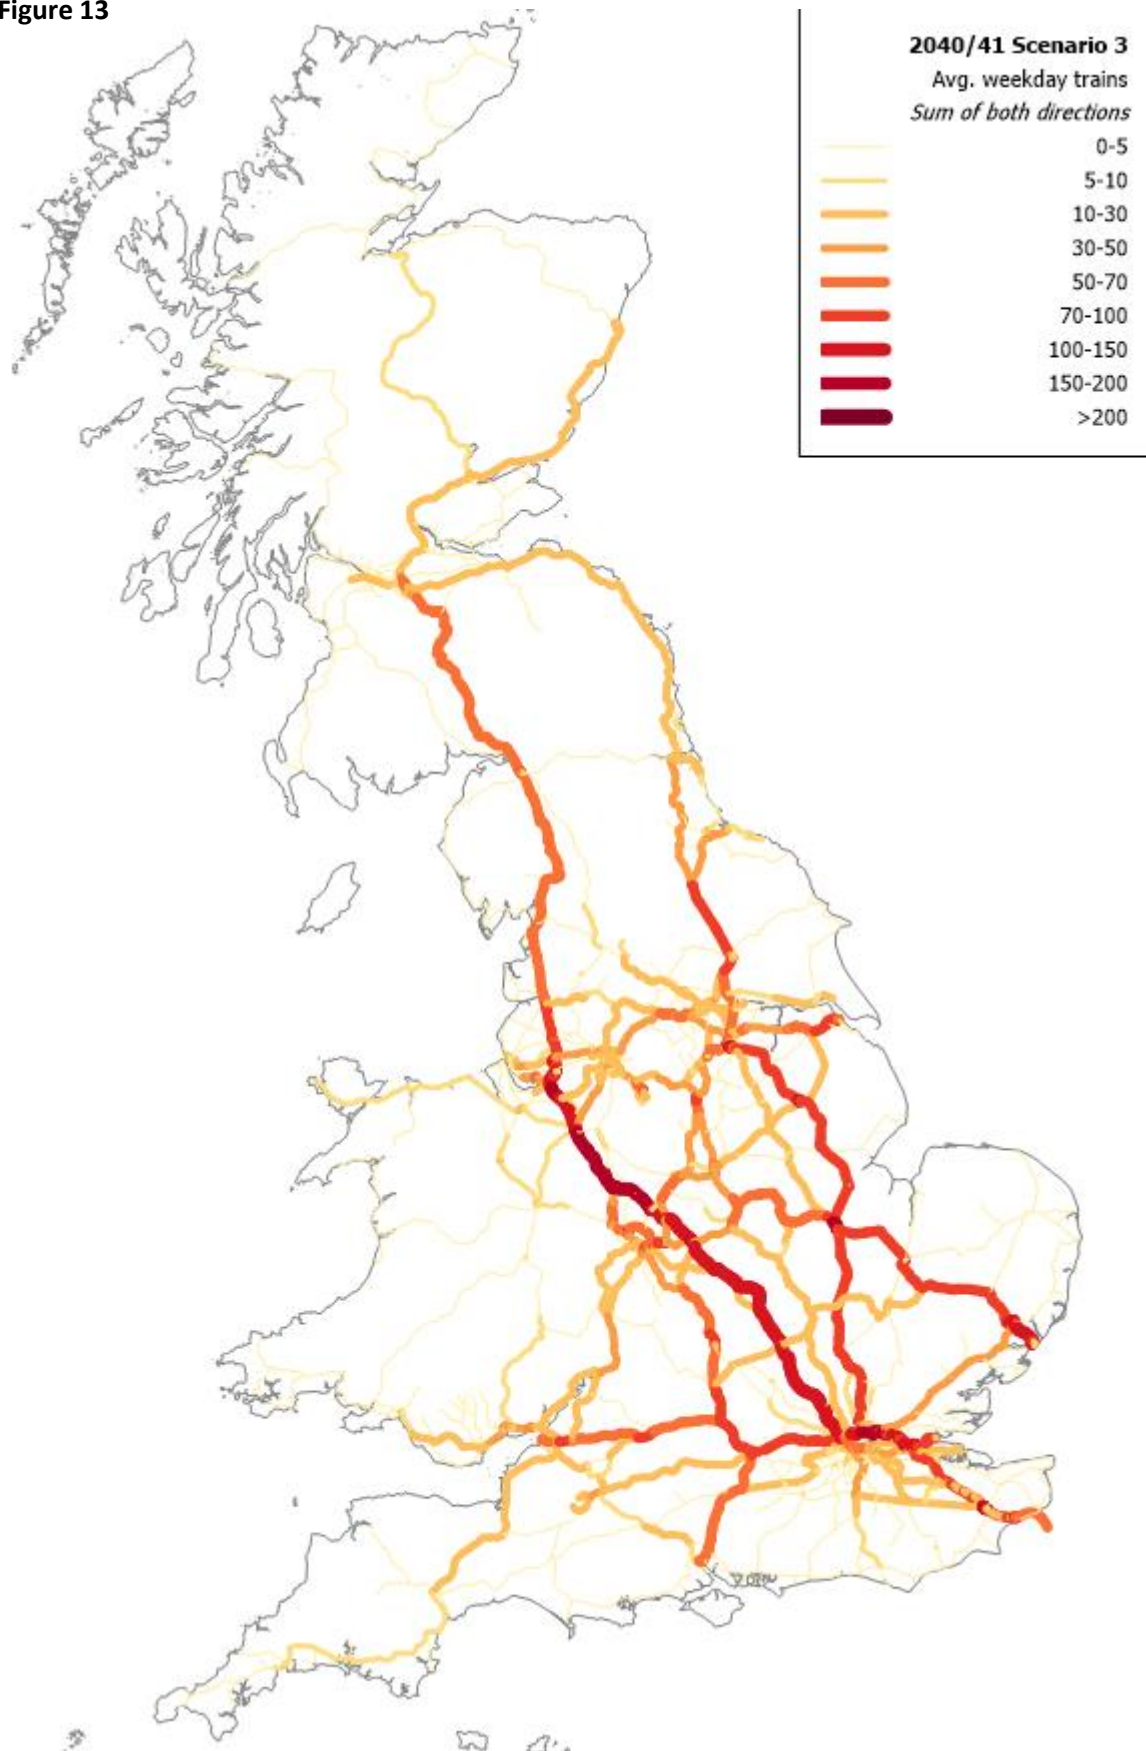 Figure 13
2040/41 Scenario 3
Avg. weekday trains
Sum of both directions
0-5
5-10
10-30
30-50
50-70
70-100
100-150
150-200
>200